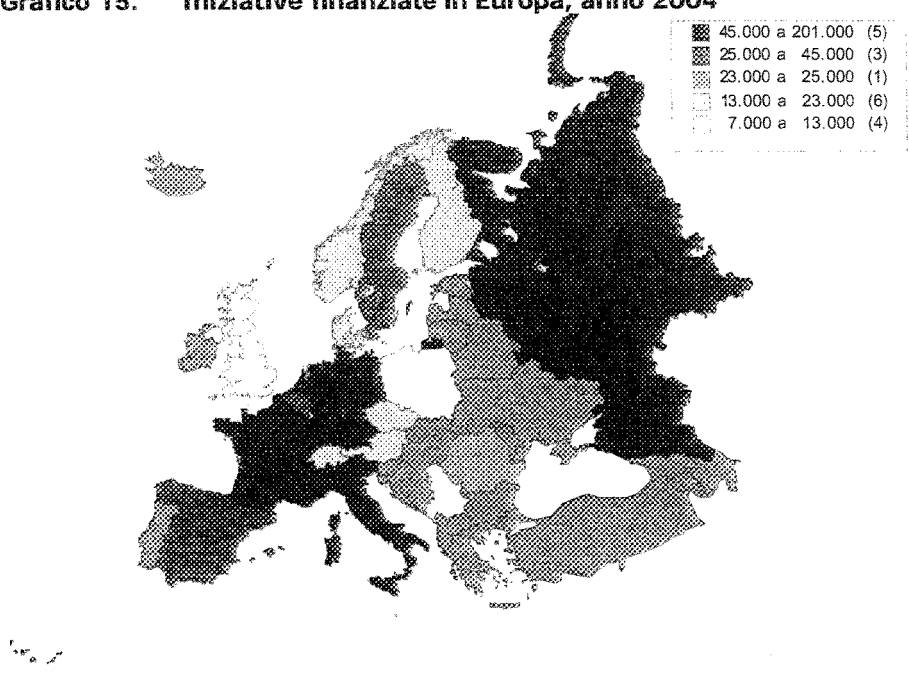 Grafico 15. Iniziative finanziate in Europa, anno 2004
45.000 a 201.000 (5)
25.000 a 45.000 (3)
23.000 a 25.000 (1)
13.000 a 23.000 (6)
7.000 a 13.000 (4)